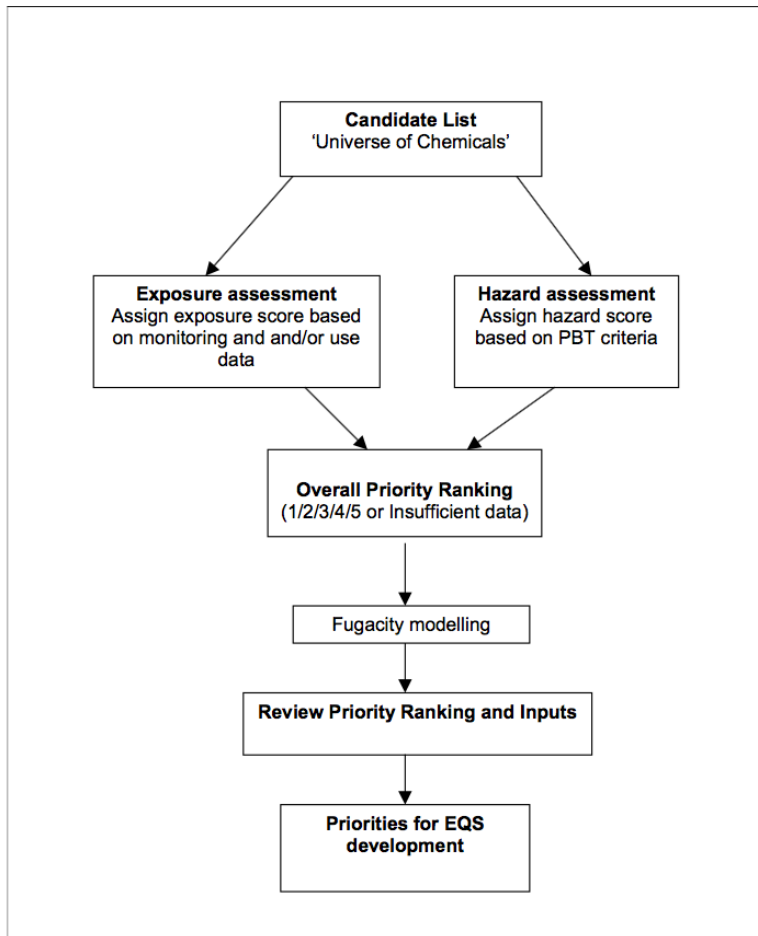 Candidate List
‘Universe of Chemicals’
Exposure assessment
Assign exposure score based
on monitoring and and/or use
data
Hazard assessment
Assign hazard score
based on PBT criteria
Overall Priority Ranking
(1/2/3/4/5 or Insufficient data)
Fugacity modelling
Review Priority Ranking and Inputs
Priorities for EQS
development